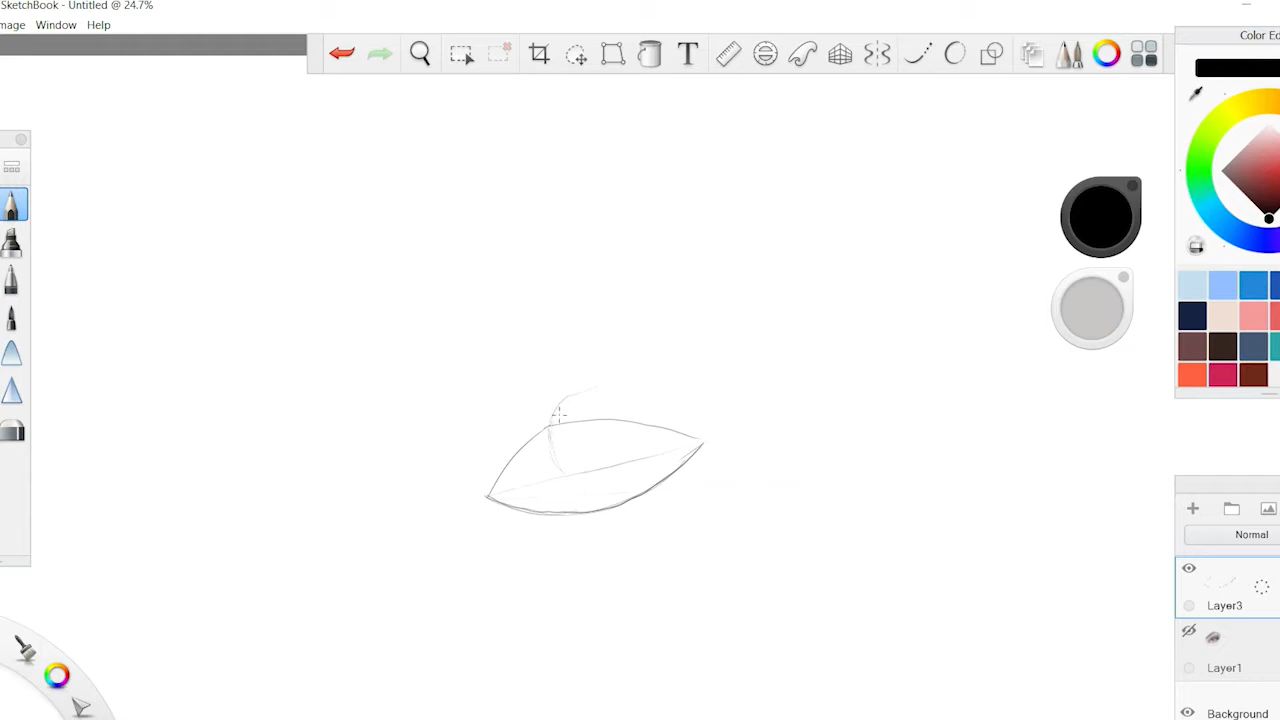 SketchBook - Untitled @ 24.7%
mage Window Help
T
Color Ed
Normal
Layer3
Layer1
Background